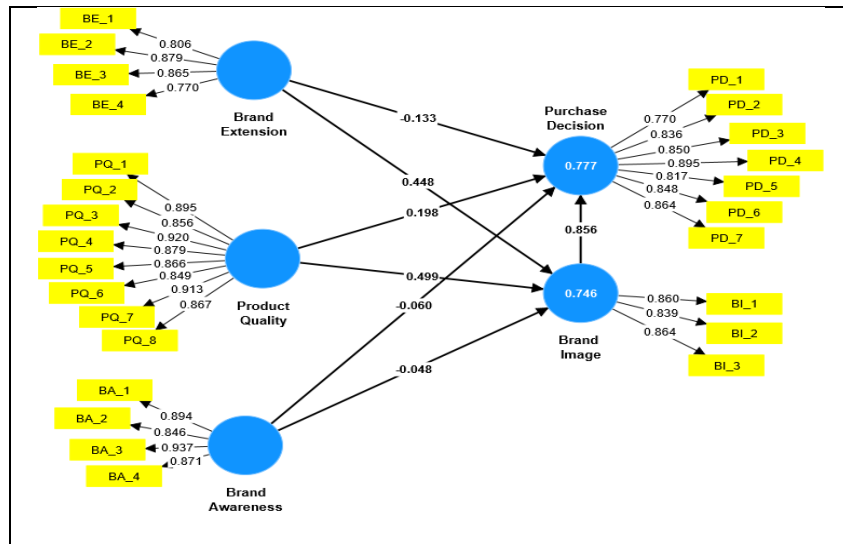 BE_1
BE_2
BE_3
BE_4
0.806
0.879
0.865
0.770
Brand
Extension
PQ_1
PQ_2
PQ_3
PQ_4
PQ_5
PQ_6
PQ_7
PQ_8
0.895
0.856
0.920
0.879
0.866
0.849
0.913
0.867
Product
Quality
BA_1
BA_2
BA_3
BA_4
0.894
0.846
0.937
0.871
Brand
Awareness
-0.133
0.448
0.198
0.499
-0.060
-0.048
0.856
Purchase
Decision
0.777
0.770
0.836
0.850
0.895
0.817
0.848
0.864
PD_1
PD_2
PD_3
PD_4
PD_5
PD_6
PD_7
0.746
Brand
Image
0.860
0.839
0.864
BI_1
BI_2
BI_3